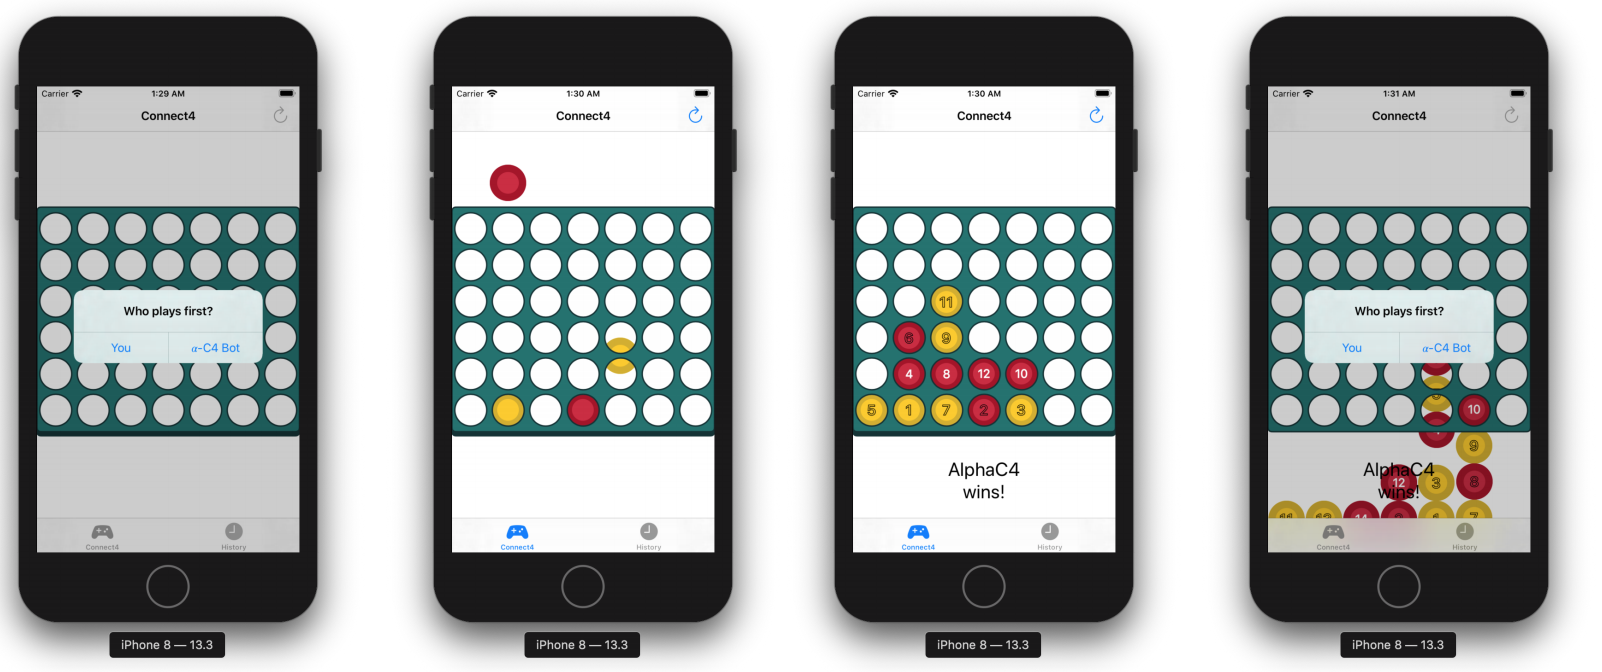 Carrier 1:29 AM
Connect4
Who plays first?
You α-C4 Bot
Connect4 History
iPhone 8 — 13.3
Carrier 1:30 AM
Connect4
Connect4 History
iPhone 8 — 13.3
Carrier 1:30 AM
Connect4
11
6 9
4 8 12 10
5 1 7 2 3
AlphaC4
wins!
Connect4 History
iPhone 8 — 13.3
Carrier 1:31 AM
Connect4
Who plays first?
You α-C4 Bot
10
9
AlphaC4
12 3 8
wins!
Connect4 History
iPhone 8 — 13.3